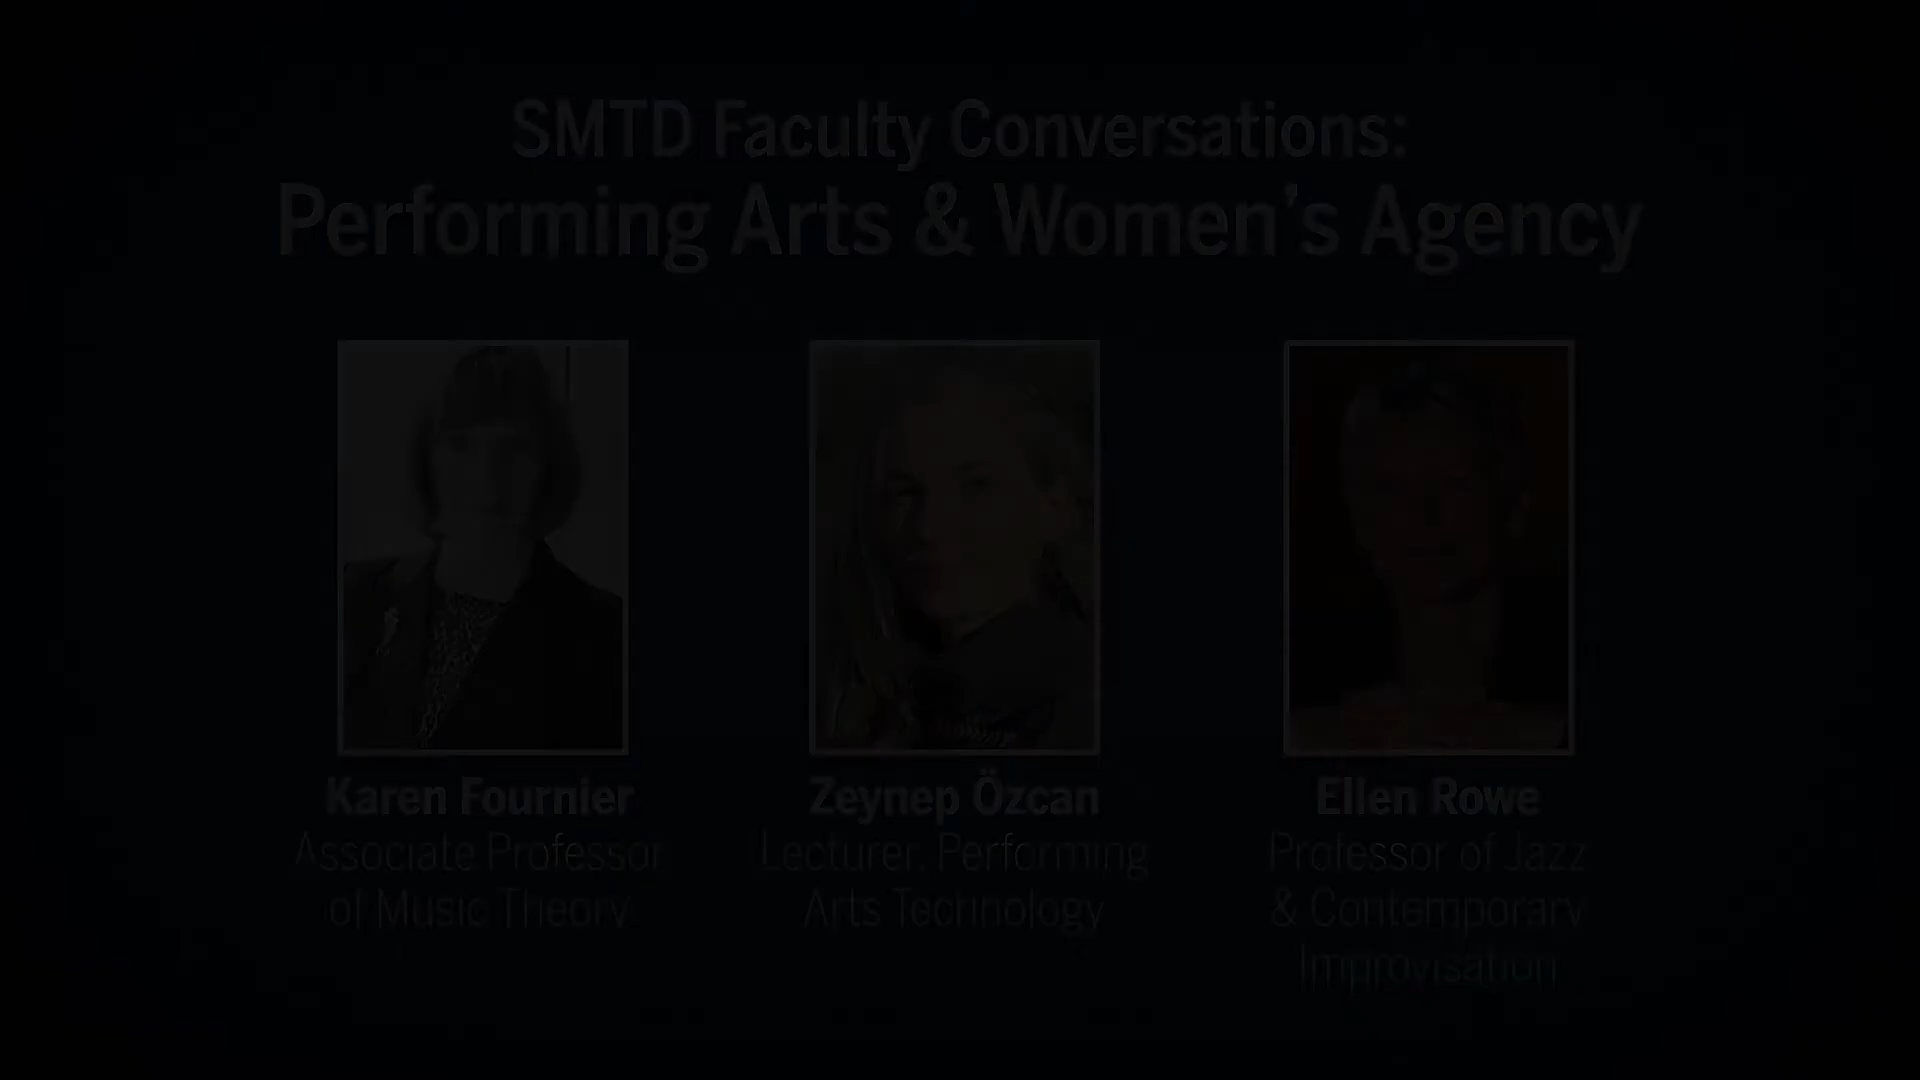 SMTD Faculty Conversations:
Performing Arts & Women's Agency
Karen Fournier
Associate Professor
of Music Theory
Zeynep Özcan
Lecturer, Performing
Arts Technology
Ellen Rowe
Professor of Jazz
& Contemporary
Improvisation